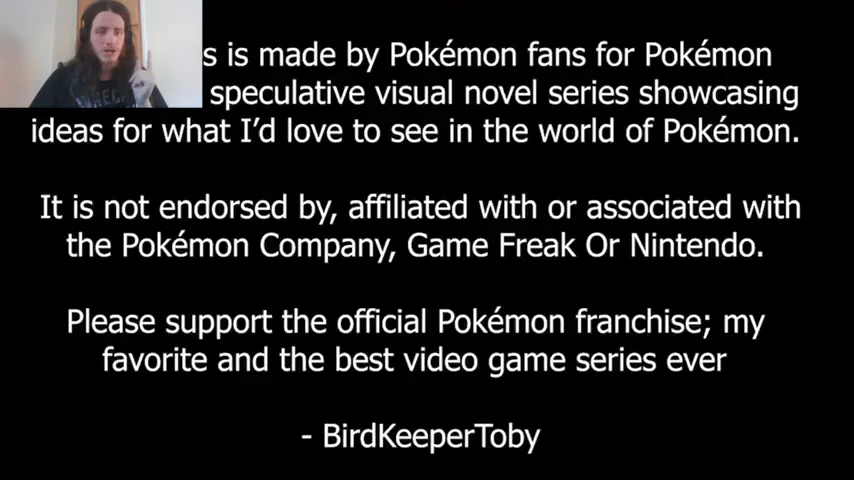 s is made by Pokémon fans for Pokémon
speculative visual novel series showcasing
ideas for what I'd love to see in the world of Pokémon.
It is not endorsed by, affiliated with or associated with
the Pokémon Company, Game Freak Or Nintendo.
Please support the official Pokémon franchise; my
favorite and the best video game series ever
- BirdKeeperToby